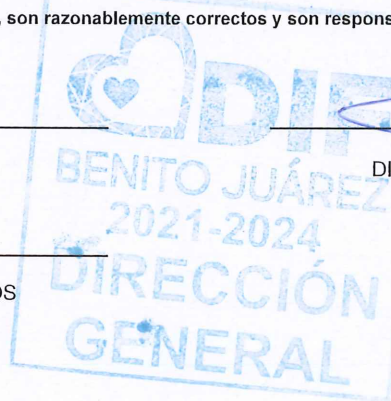 , son razonablemente correctos y son respons
DIF
BENITO JUÁREZ
DI
2021-2024
DIRECCIÓN
OS
GENERAL